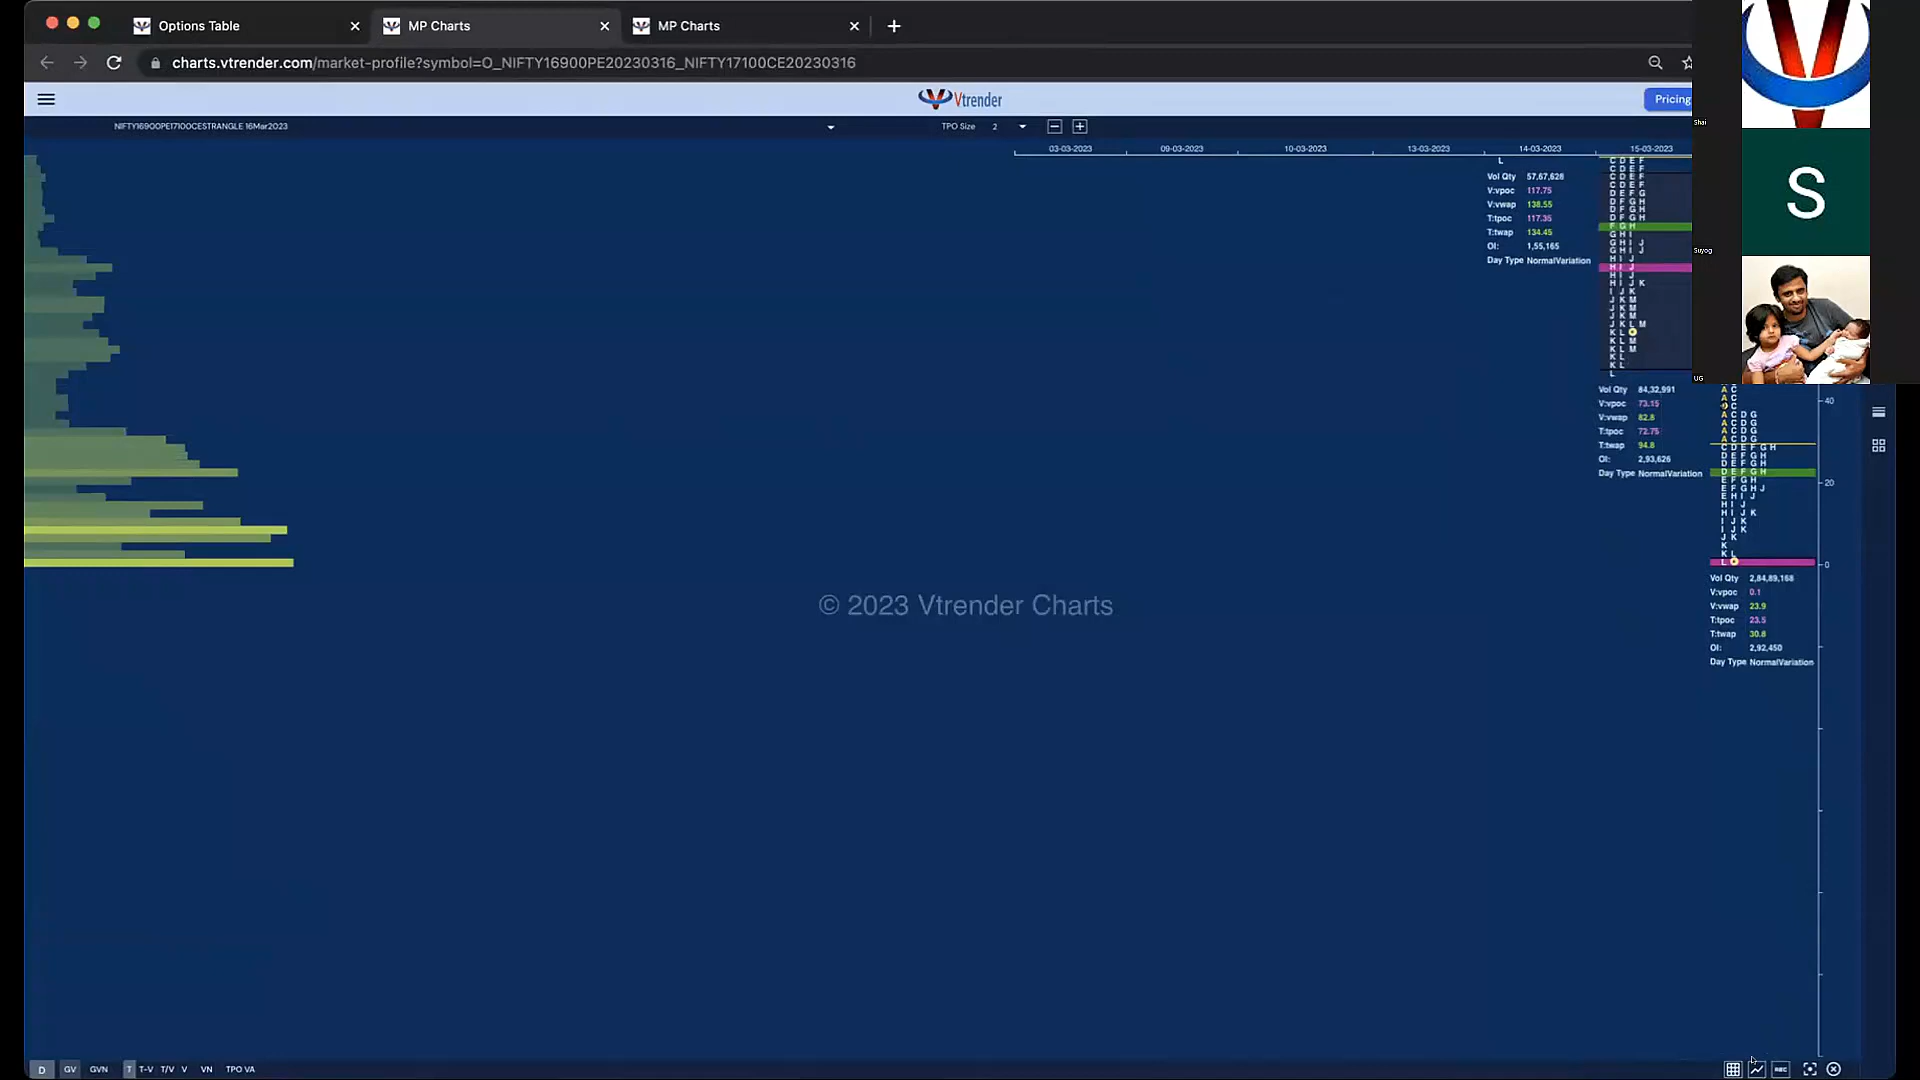 Options Table
MP Charts
MP Charts
charts.vtrender.com/market-profile?symbol=O_NIFTY16900PE20230316_NIFTY17100CE20230316
Vtrender
Pricing
NIFTY16900PE17100CESTRANGLE 16Mar2023
TPO Size 2
03-03-2023
09-03-2023
10-03-2023
13-03-2023
14-03-2023
15-03-2023
L
Vol Qty 57,67,628
V:vpoc 117.75
V:vwap 138.55
T:tpoc 117.35
T:twap 134.45
OI: 1,55,165
Day Type NormalVariation
C D E F
C D E F
C D E F
C D E F
D E F G
D F G H
D F G H
D F G H
F G H
G H I
G H I J
G H I J
H I J
H I J
H I J
H I J K
I J K
J K M
J K M
J K M
J K L M
K L
K L M
K L M
K L
K L
L
Vol Qty 84,32,991
V:vpoc 73.15
V:vwap 82.8
T:tpoc 72.75
T:twap 94.8
OI: 2,93,626
Day Type NormalVariation
A C
A C
C
A C D G
A C D G
A C D G
A C D G
C D E F G H
D E F G H
D E F G H
D E F G H
E F G H
E F G H J
E H I J
H I J
H I J K
I J K
I J K
J K
K
K L
L
40
20
0
Vol Qty 2,84,89,168
V:vpoc 0.1
V:vwap 23.9
T:tpoc 23.5
T:twap 30.8
OI: 2,92,450
Day Type NormalVariation
© 2023 Vtrender Charts
Shai
S
Suyog
UG
D GV GVN T T-V T/V V VN TPO VA
REC